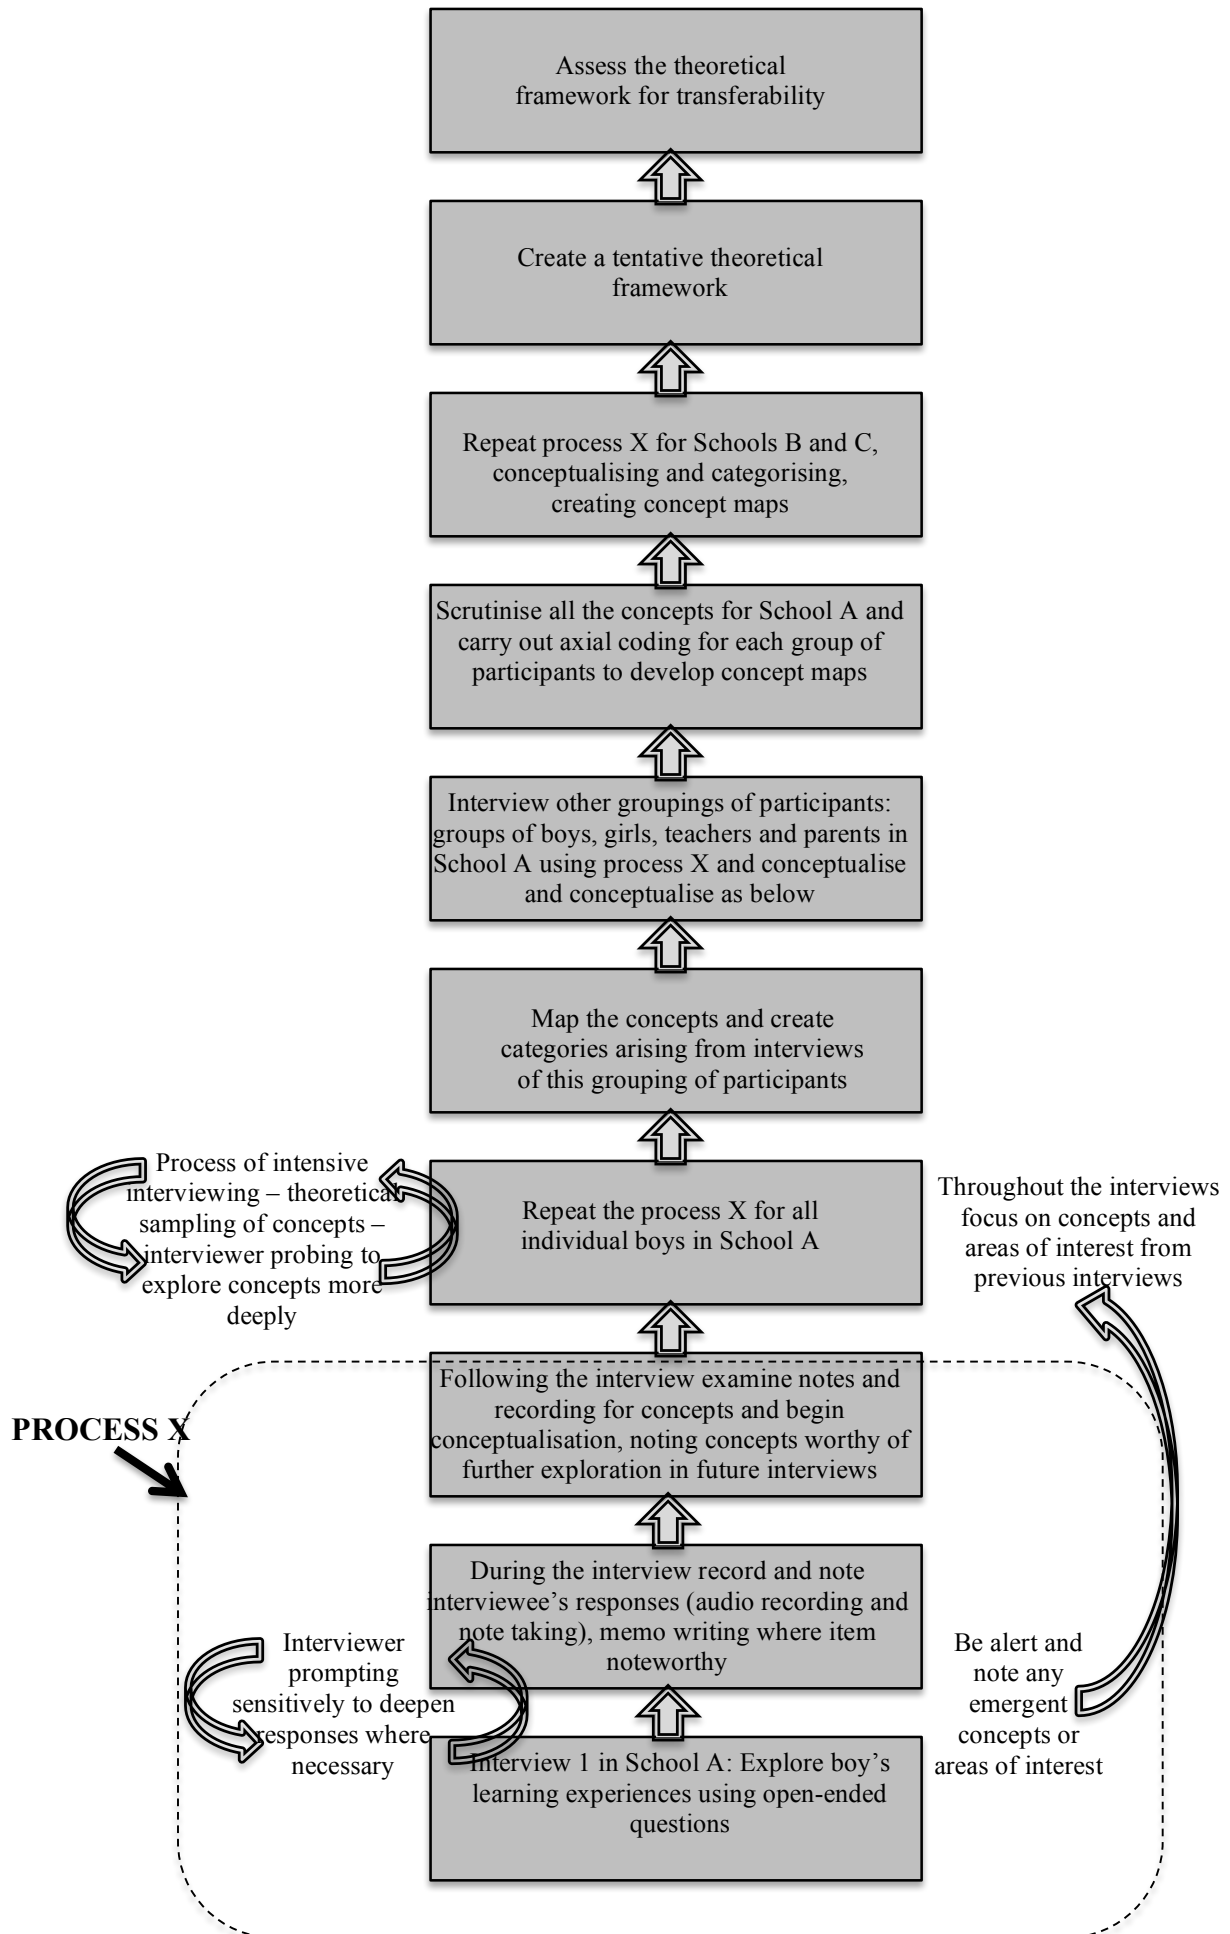 Assess the theoretical
framework for transferability
Create a tentative theoretical
framework
Repeat process X for Schools B and C,
conceptualising and categorising,
creating concept maps
Scrutinise all the concepts for School A and
carry out axial coding for each group of
participants to develop concept maps
Interview other groupings of participants:
groups of boys, girls, teachers and parents in
School A using process X and conceptualise
and conceptualise as below
Map the concepts and create
categories arising from interviews
of this grouping of participants
Process of intensive
interviewing – theoretical
sampling of concepts –
interviewer probing to
explore concepts more
deeply
Repeat the process X for all
individual boys in School A
Throughout the interviews
focus on concepts and
areas of interest from
previous interviews
PROCESS X
Following the interview examine notes and
recording for concepts and begin
conceptualisation, noting concepts worthy of
further exploration in future interviews
During the interview record and note
interviewee’s responses (audio recording and
note taking), memo writing where item
noteworthy
Interviewer
prompting
sensitively to deepen
responses where
necessary
Be alert and
note any
emergent
concepts or
areas of interest
Interview 1 in School A: Explore boy’s
learning experiences using open-ended
questions